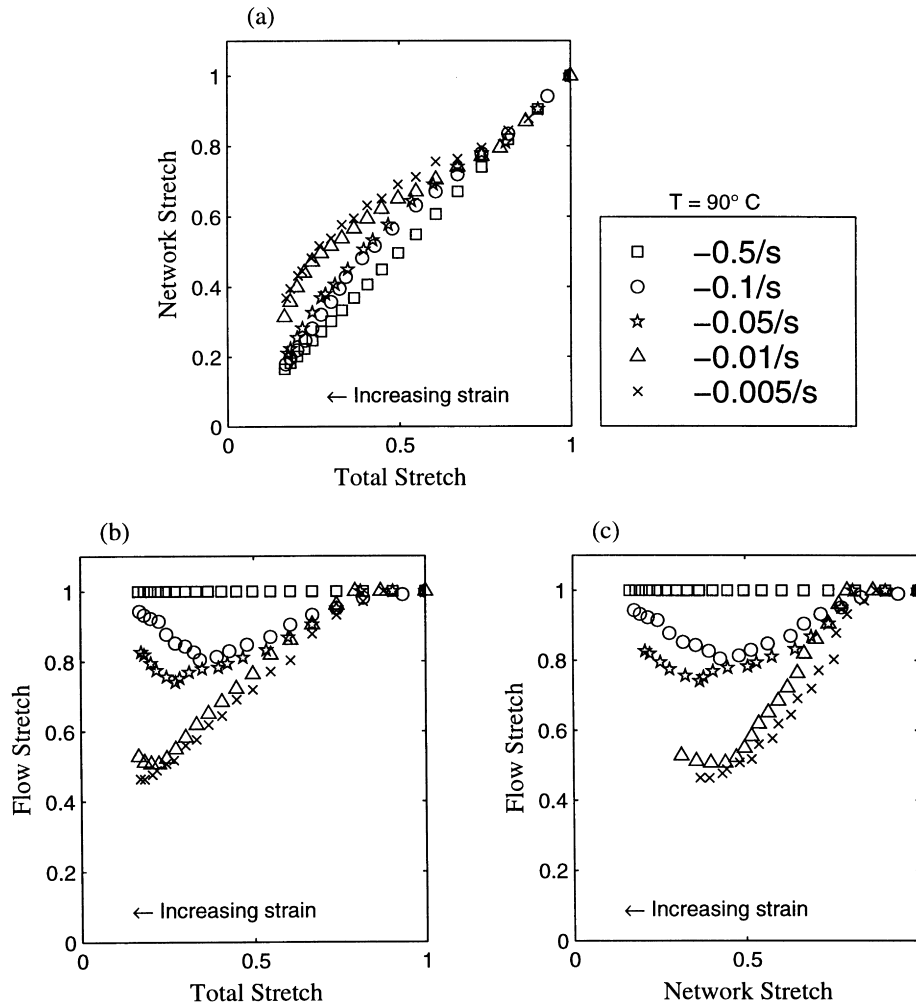 (a)
Network Stretch
1
0.8
0.6
0.4
0.2
0
0
0.5
1
← Increasing strain
Total Stretch
T = 90° C
−0.5/s
−0.1/s
−0.05/s
−0.01/s
−0.005/s
(b)
Flow Stretch
1
0.8
0.6
0.4
0.2
0
0.5
1
← Increasing strain
Total Stretch
(c)
Flow Stretch
1
0.8
0.6
0.4
0.2
0
0.5
← Increasing strain
Network Stretch